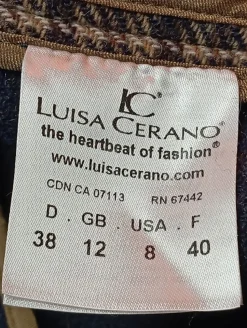 LC
LUISA CERANO®
the heartbeat of fashion®
www.luisacerano.com
CDN CA 07113 RN 67442
D . GB . USA . F
38 12 8 40